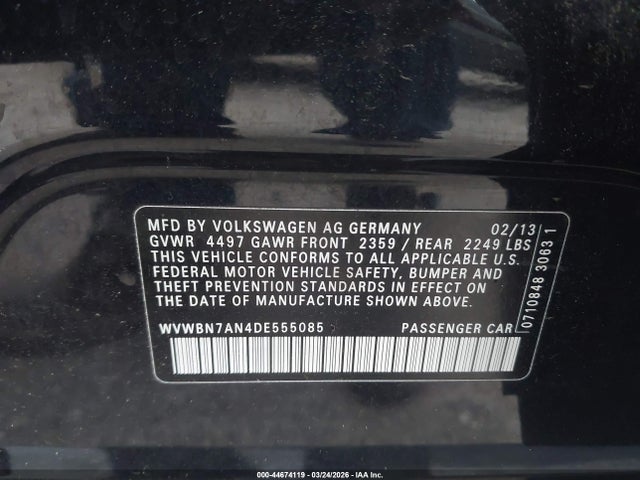 MFD BY VOLKSWAGEN AG GERMANY 02/13
GVWR 4497 GAWR FRONT 2359 / REAR 2249 LBS
THIS VEHICLE CONFORMS TO ALL APPLICABLE U.S.
FEDERAL MOTOR VEHICLE SAFETY, BUMPER AND
THEFT PREVENTION STANDARDS IN EFFECT ON
THE DATE OF MANUFACTURE SHOWN ABOVE.
WVWBN7AN4DE555085 PASSENGER CAR
0710848 3063 1
000-44674119 | 03/24/2026 - IAA Inc.